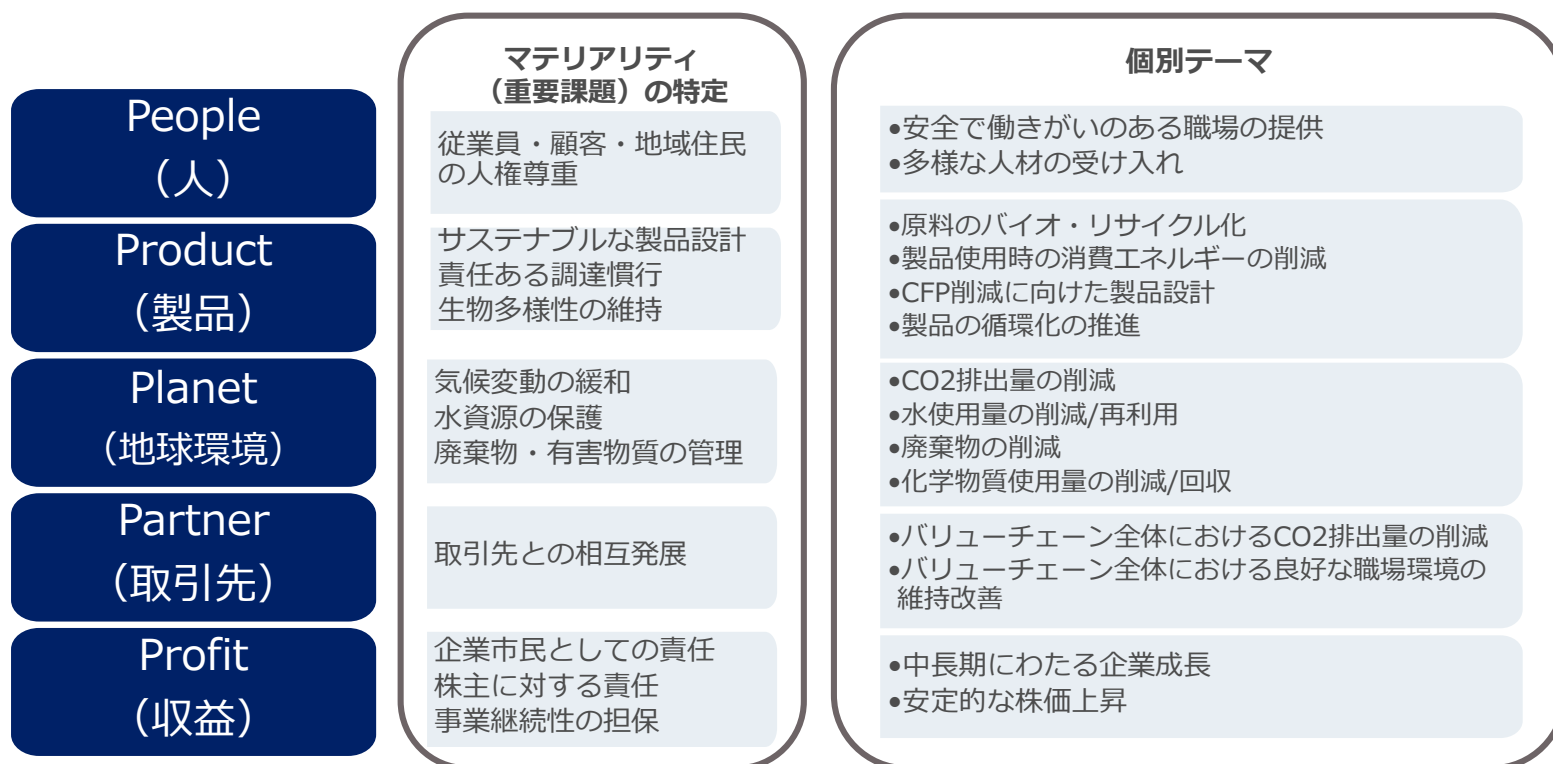 マテリアリティ
（重要課題）の特定
個別テーマ
People
（人）
従業員・顧客・地域住民
の人権尊重
•安全で働きがいのある職場の提供
•多様な人材の受け入れ
Product
（製品）
サステナブルな製品設計
責任ある調達慣行
生物多様性の維持
•原料のバイオ・リサイクル化
•製品使用時の消費エネルギーの削減
•CFP削減に向けた製品設計
•製品の循環化の推進
Planet
（地球環境）
気候変動の緩和
水資源の保護
廃棄物・有害物質の管理
•CO2排出量の削減
•水使用量の削減/再利用
•廃棄物の削減
•化学物質使用量の削減/回収
Partner
（取引先）
取引先との相互発展
•バリューチェーン全体におけるCO2排出量の削減
•バリューチェーン全体における良好な職場環境の
維持改善
Profit
（収益）
企業市民としての責任
株主に対する責任
事業継続性の担保
•中長期にわたる企業成長
•安定的な株価上昇